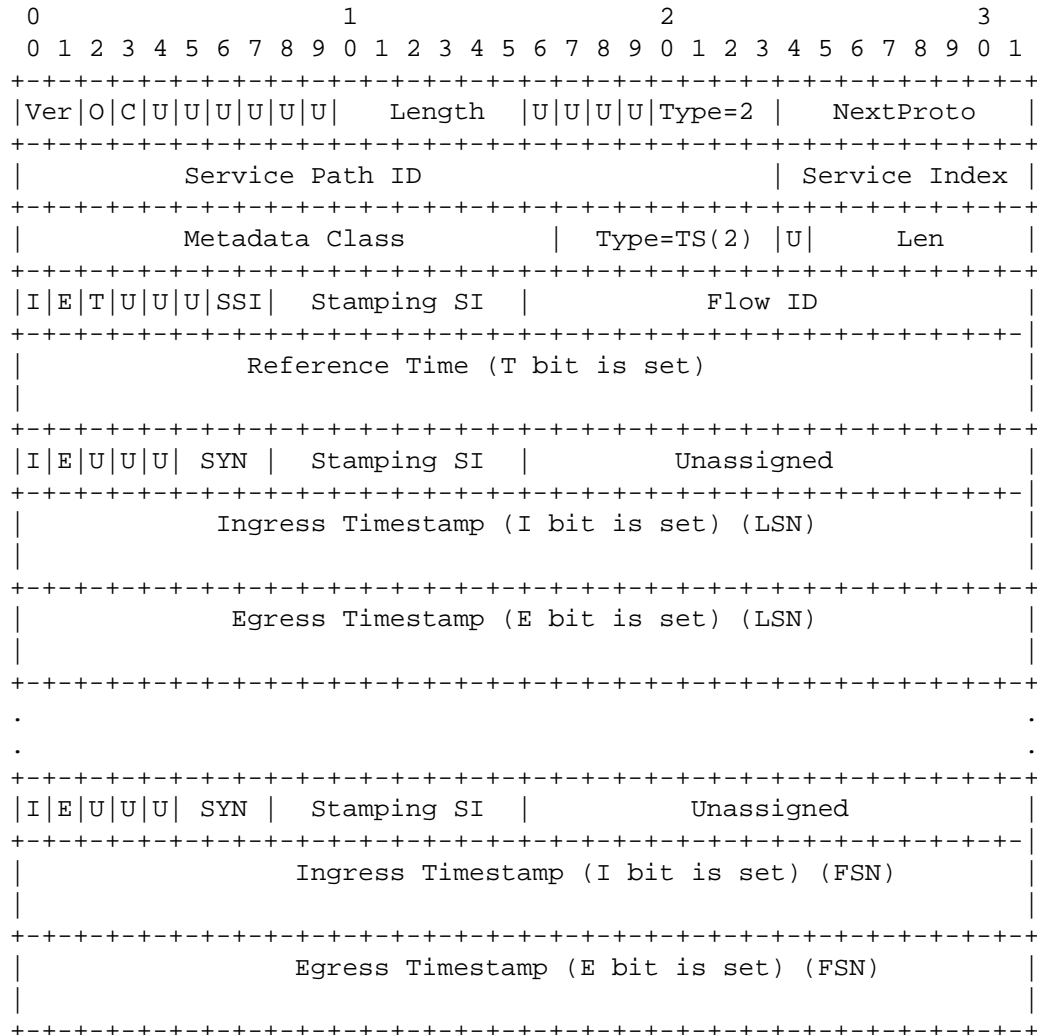 0                   1                   2                   3
 0 1 2 3 4 5 6 7 8 9 0 1 2 3 4 5 6 7 8 9 0 1 2 3 4 5 6 7 8 9 0 1
+-+-+-+-+-+-+-+-+-+-+-+-+-+-+-+-+-+-+-+-+-+-+-+-+-+-+-+-+-+-+-+-+
|Ver|O|C|U|U|U|U|U|U|   Length  |U|U|U|U|Type=2 |   NextProto   |
+-+-+-+-+-+-+-+-+-+-+-+-+-+-+-+-+-+-+-+-+-+-+-+-+-+-+-+-+-+-+-+-+
|          Service Path ID                      | Service Index |
+-+-+-+-+-+-+-+-+-+-+-+-+-+-+-+-+-+-+-+-+-+-+-+-+-+-+-+-+-+-+-+-+
|          Metadata Class         |  Type=TS(2) |U|     Len      |
+-+-+-+-+-+-+-+-+-+-+-+-+-+-+-+-+-+-+-+-+-+-+-+-+-+-+-+-+-+-+-+-+
|I|E|T|U|U|U|SSI|  Stamping SI  |           Flow ID             |
+-+-+-+-+-+-+-+-+-+-+-+-+-+-+-+-+-+-+-+-+-+-+-+-+-+-+-+-+-+-+-+-|
|              Reference Time (T bit is set)                    |
|                                                               |
+-+-+-+-+-+-+-+-+-+-+-+-+-+-+-+-+-+-+-+-+-+-+-+-+-+-+-+-+-+-+-+-+
|I|E|U|U|U| SYN |  Stamping SI  |         Unassigned            |
+-+-+-+-+-+-+-+-+-+-+-+-+-+-+-+-+-+-+-+-+-+-+-+-+-+-+-+-+-+-+-+-|
|            Ingress Timestamp (I bit is set) (LSN)             |
|                                                               |
+-+-+-+-+-+-+-+-+-+-+-+-+-+-+-+-+-+-+-+-+-+-+-+-+-+-+-+-+-+-+-+-+
|             Egress Timestamp (E bit is set) (LSN)             |
|                                                               |
+-+-+-+-+-+-+-+-+-+-+-+-+-+-+-+-+-+-+-+-+-+-+-+-+-+-+-+-+-+-+-+-+
.                                                               .
.                                                               .
+-+-+-+-+-+-+-+-+-+-+-+-+-+-+-+-+-+-+-+-+-+-+-+-+-+-+-+-+-+-+-+-+
|I|E|U|U|U| SYN |  Stamping SI  |          Unassigned           |
+-+-+-+-+-+-+-+-+-+-+-+-+-+-+-+-+-+-+-+-+-+-+-+-+-+-+-+-+-+-+-+-|
|                 Ingress Timestamp (I bit is set) (FSN)        |
|                                                               |
+-+-+-+-+-+-+-+-+-+-+-+-+-+-+-+-+-+-+-+-+-+-+-+-+-+-+-+-+-+-+-+-+
|                 Egress Timestamp (E bit is set) (FSN)         |
|                                                               |
+-+-+-+-+-+-+-+-+-+-+-+-+-+-+-+-+-+-+-+-+-+-+-+-+-+-+-+-+-+-+-+-+